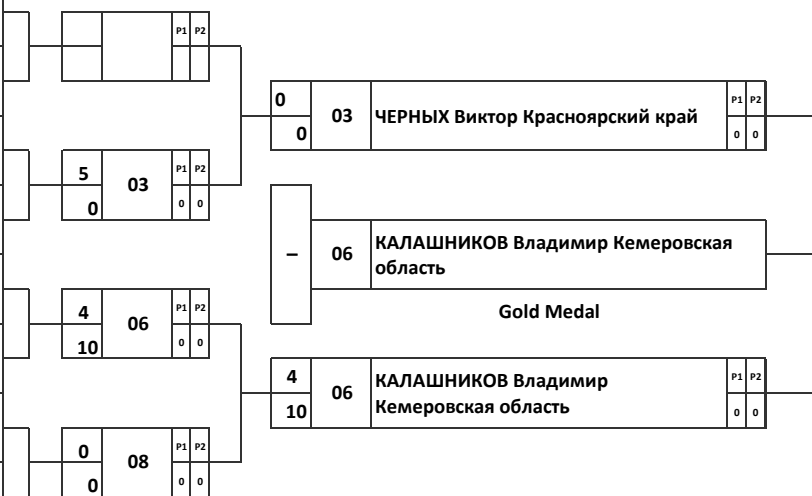 P1 P2
0
0
03
ЧЕРНЫХ Виктор Красноярский край
P1 P2
0 0
5
0
03
P1 P2
0 0
–
06
КАЛАШНИКОВ Владимир Кемеровская
область
Gold Medal
4
10
06
P1 P2
0 0
4
10
06
КАЛАШНИКОВ Владимир
Кемеровская область
P1 P2
0 0
0
0
08
P1 P2
0 0